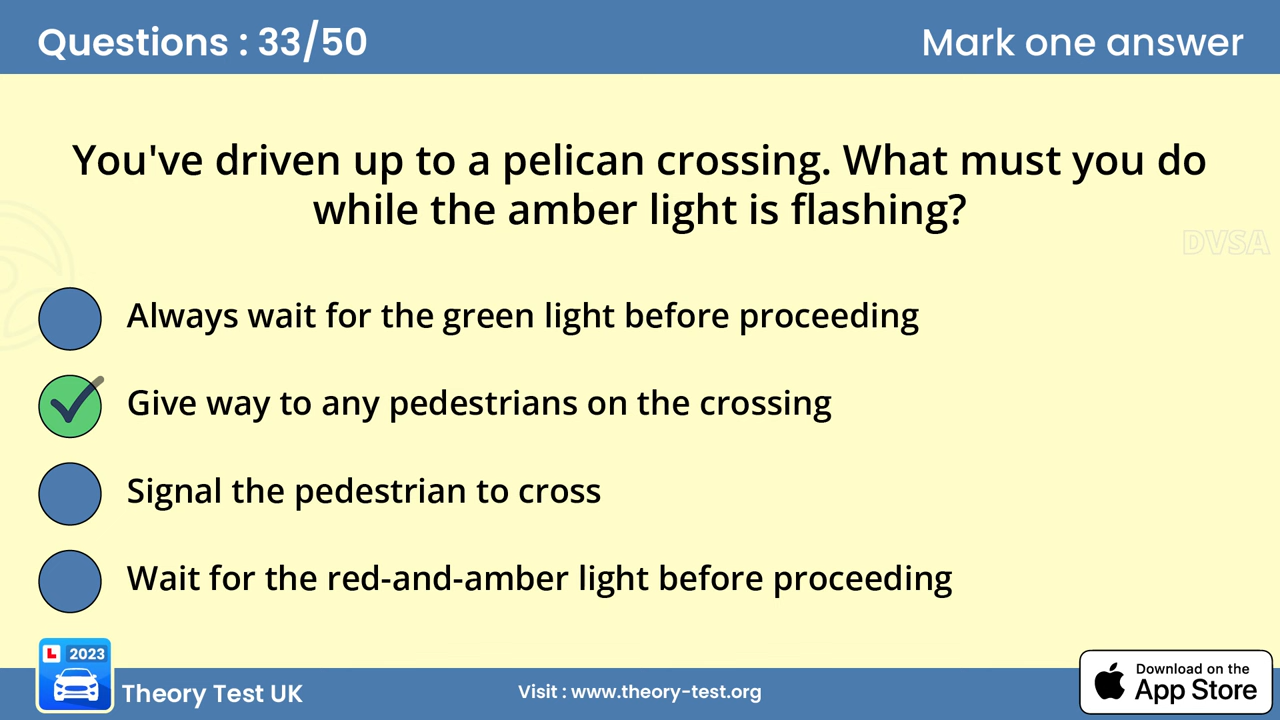 Questions : 33/50
Mark one answer
You've driven up to a pelican crossing. What must you do
while the amber light is flashing?
DVSA
Always wait for the green light before proceeding
Give way to any pedestrians on the crossing
Signal the pedestrian to cross
Wait for the red-and-amber light before proceeding
L 2023
Theory Test UK
Visit : www.theory-test.org
Download on the
App Store